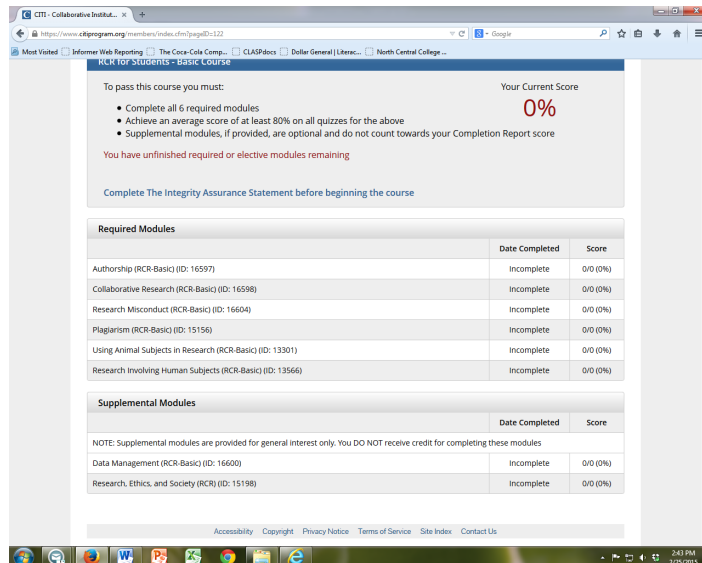 CITI - Collaborative Institut... × +
https://www.citiprogram.org/members/index.cfm?pageID=122
Google
Most Visited Informer Web Reporting The Coca-Cola Comp... CLASPdocs Dollar General | Literac... North Central College ...
RCR for Students - Basic Course
To pass this course you must:
Your Current Score
0%
• Complete all 6 required modules
• Achieve an average score of at least 80% on all quizzes for the above
• Supplemental modules, if provided, are optional and do not count towards your Completion Report score
You have unfinished required or elective modules remaining
Complete The Integrity Assurance Statement before beginning the course
Required Modules
Date Completed Score
Authorship (RCR-Basic) (ID: 16597) Incomplete 0/0 (0%)
Collaborative Research (RCR-Basic) (ID: 16598) Incomplete 0/0 (0%)
Research Misconduct (RCR-Basic) (ID: 16604) Incomplete 0/0 (0%)
Plagiarism (RCR-Basic) (ID: 15156) Incomplete 0/0 (0%)
Using Animal Subjects in Research (RCR-Basic) (ID: 13301) Incomplete 0/0 (0%)
Research Involving Human Subjects (RCR-Basic) (ID: 13566) Incomplete 0/0 (0%)
Supplemental Modules
Date Completed Score
NOTE: Supplemental modules are provided for general interest only. You DO NOT receive credit for completing these modules
Data Management (RCR-Basic) (ID: 16600) Incomplete 0/0 (0%)
Research, Ethics, and Society (RCR) (ID: 15198) Incomplete 0/0 (0%)
Accessibility Copyright Privacy Notice Terms of Service Site Index Contact Us
2:43 PM